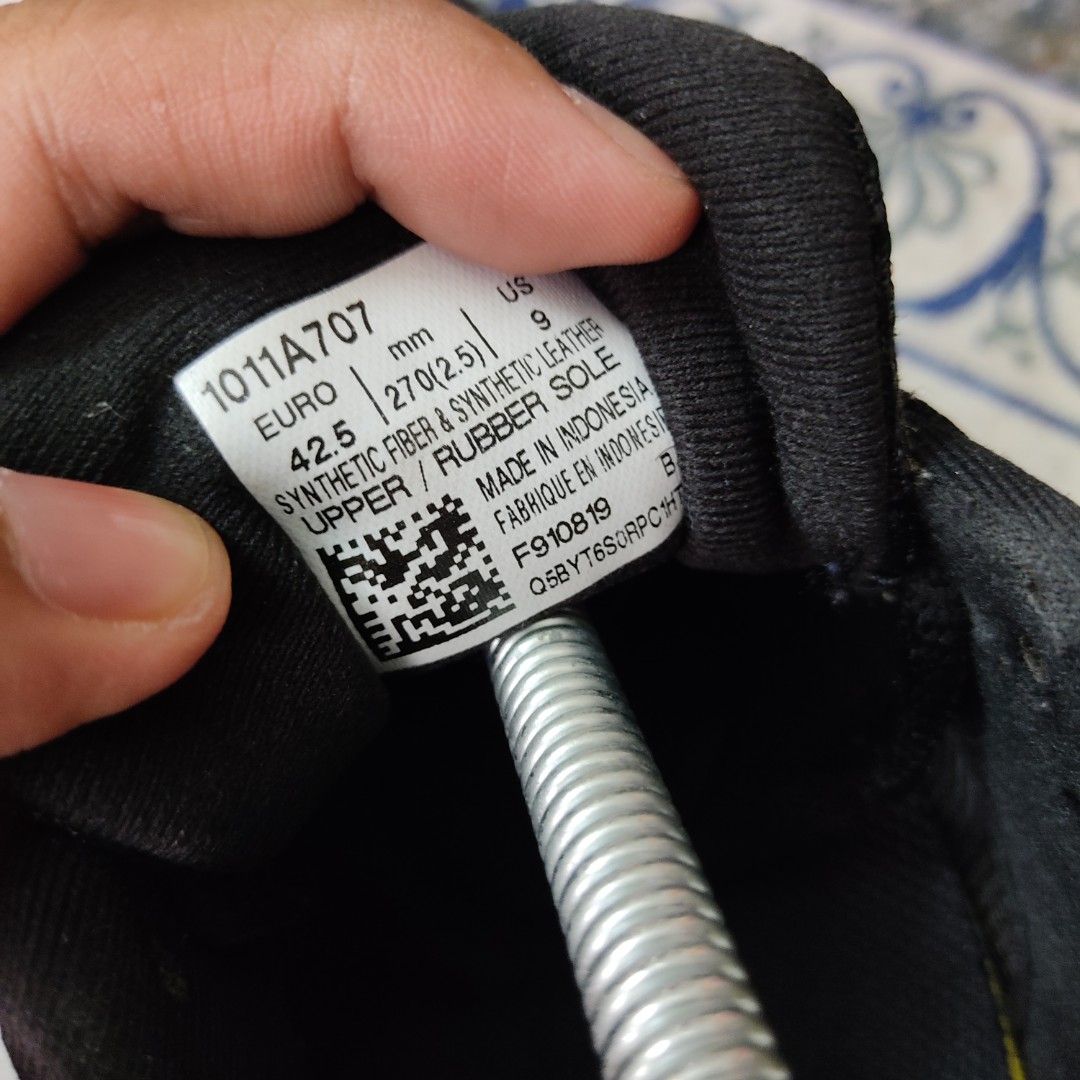 1011A707
EURO | mm | US
42.5 | 270(2.5) | 9
SYNTHETIC FIBER & SYNTHETIC LEATHER
UPPER / RUBBER SOLE
MADE IN INDONESIA
FABRIQUE EN INDONESI
F910819 B